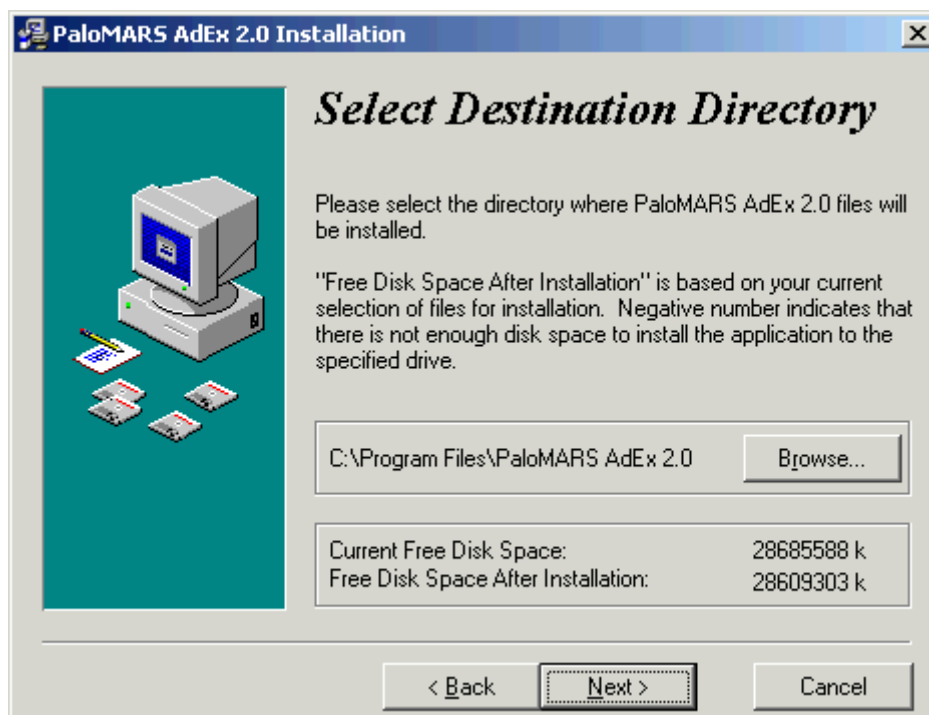 PaloMARS AdEx 2.0 Installation
Select Destination Directory
Please select the directory where PaloMARS AdEx 2.0 files will
be installed.
"Free Disk Space After Installation" is based on your current
selection of files for installation.  Negative number indicates that
there is not enough disk space to install the application to the
specified drive.
C:\Program Files\PaloMARS AdEx 2.0
Browse...
Current Free Disk Space: 28685588 k
Free Disk Space After Installation: 28609303 k
< Back
Next >
Cancel